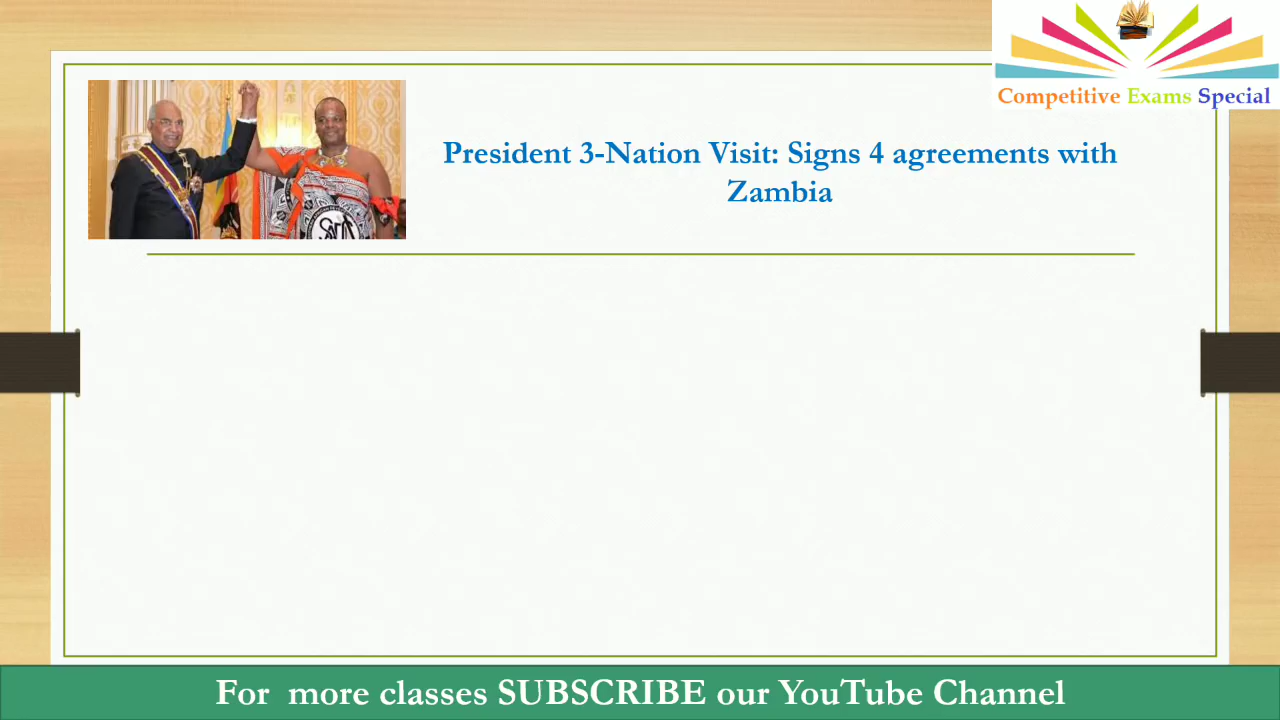 Competitive Exams Special
President 3-Nation Visit: Signs 4 agreements with
Zambia
For more classes SUBSCRIBE our YouTube Channel